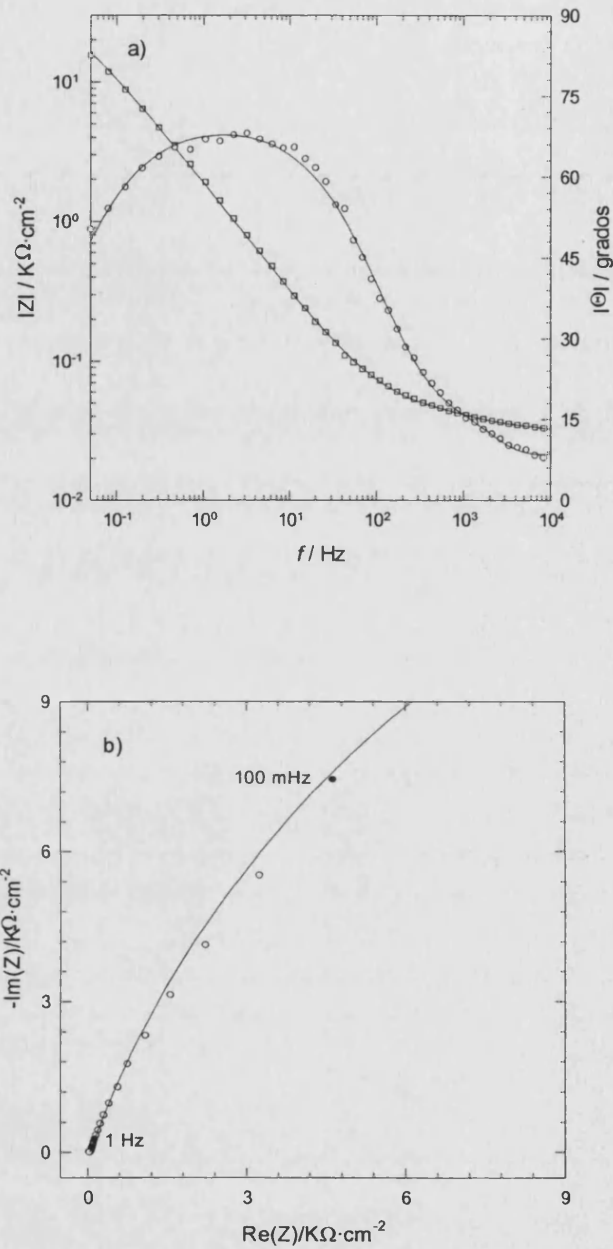 a)
10¹
10⁰
10⁻¹
10⁻²
|Z| / KΩ·cm⁻²
90
75
60
45
30
15
0
|Θ| / grados
10⁻¹ 10⁰ 10¹ 10² 10³ 10⁴
f / Hz
b)
9
6
3
0
-Im(Z)/KΩ·cm⁻²
100 mHz
1 Hz
0 3 6 9
Re(Z)/KΩ·cm⁻²